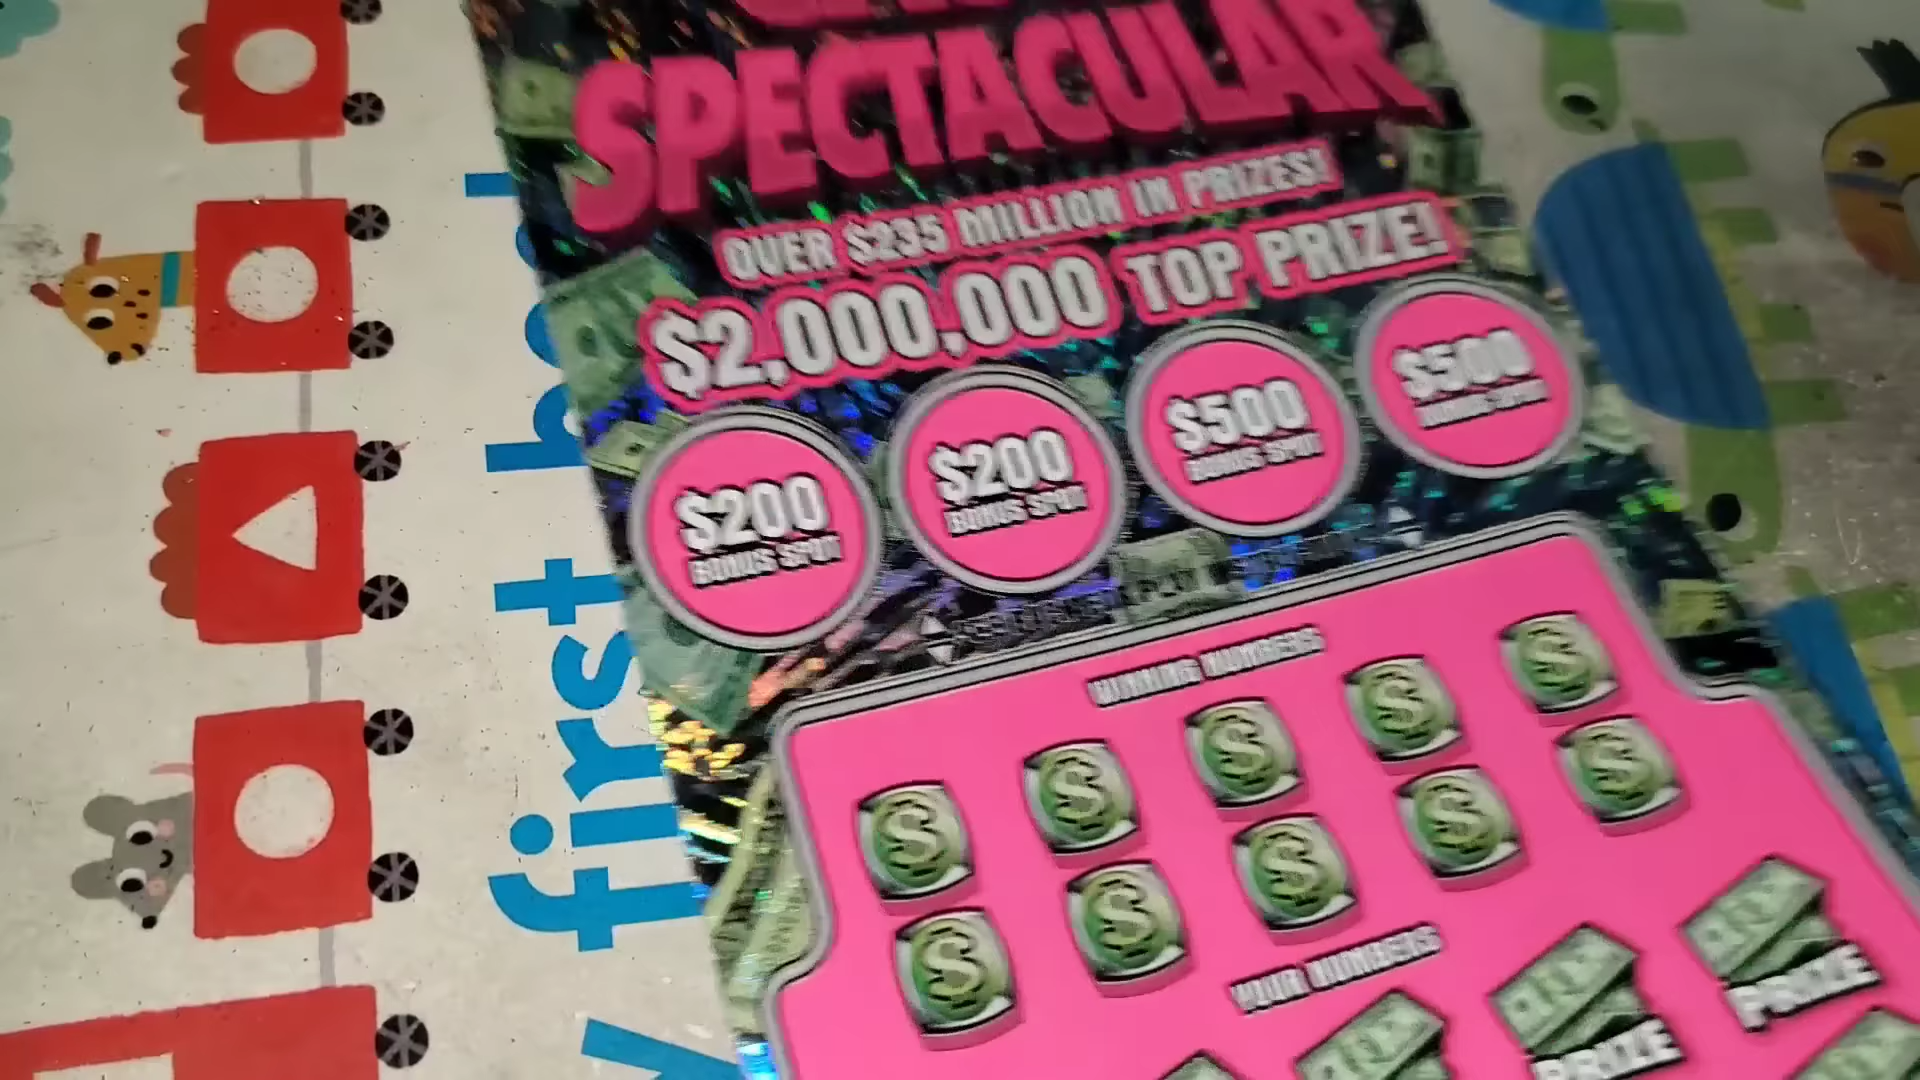 SPECTACULAR
OVER $235 MILLION IN PRIZES!
$2,000,000 TOP PRIZE!
$200
BONUS SPOT
$200
BONUS SPOT
$500
BONUS SPOT
$500
BONUS SPOT
WINNING NUMBERS
YOUR NUMBERS
PRIZE
PRIZE
first